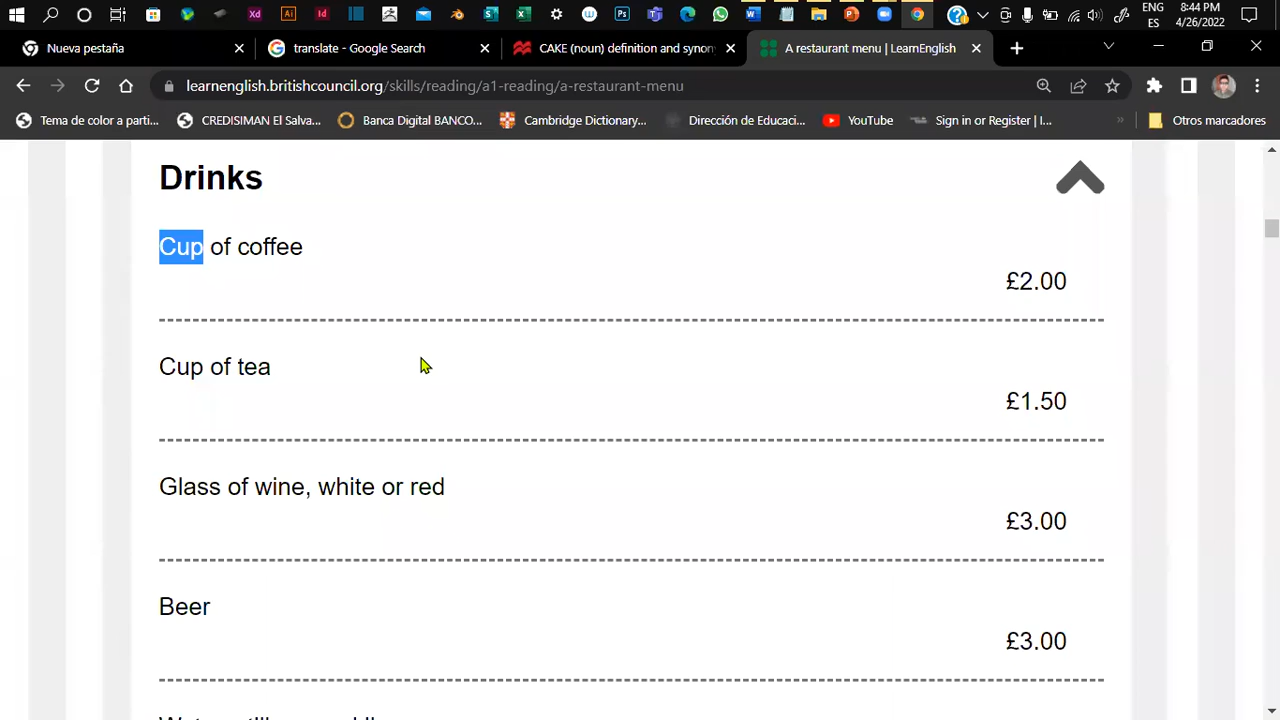 ENG
ES
8:44 PM
4/26/2022
Nueva pestaña
translate - Google Search
CAKE (noun) definition and synony
A restaurant menu | LearnEnglish
learnenglish.britishcouncil.org/skills/reading/a1-reading/a-restaurant-menu
Tema de color a parti...
CREDISIMAN El Salva...
Banca Digital BANCO...
Cambridge Dictionary...
Dirección de Educaci...
YouTube
Sign in or Register | I...
»
Otros marcadores
Drinks
Cup of coffee
£2.00
Cup of tea
£1.50
Glass of wine, white or red
£3.00
Beer
£3.00